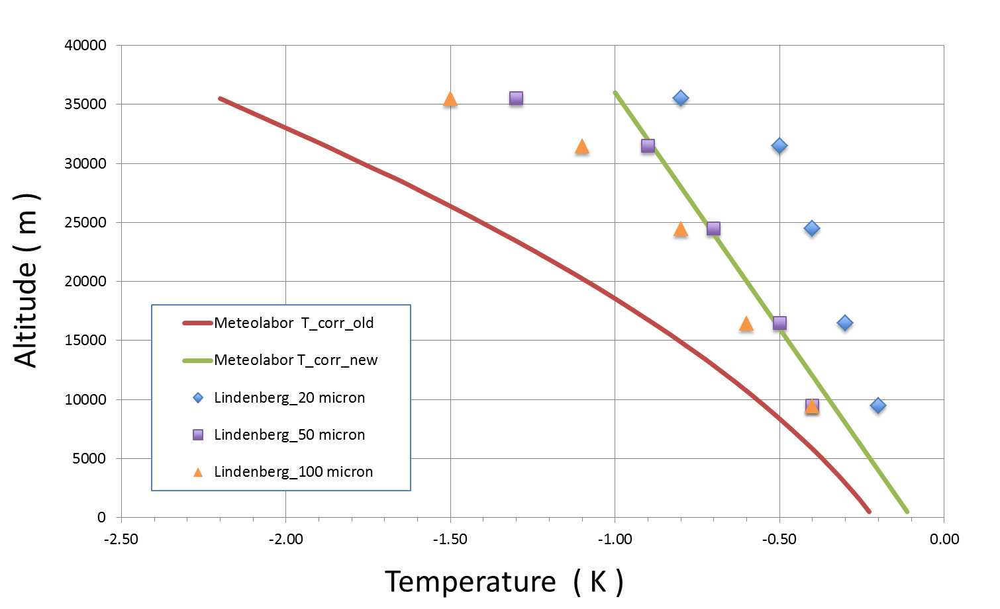 40000
35000
30000
25000
20000
15000
10000
5000
0
Altitude ( m )
Meteolabor T_corr_old
Meteolabor T_corr_new
Lindenberg_20 micron
Lindenberg_50 micron
Lindenberg_100 micron
-2.50 -2.00 -1.50 -1.00 -0.50 0.00
Temperature ( K )